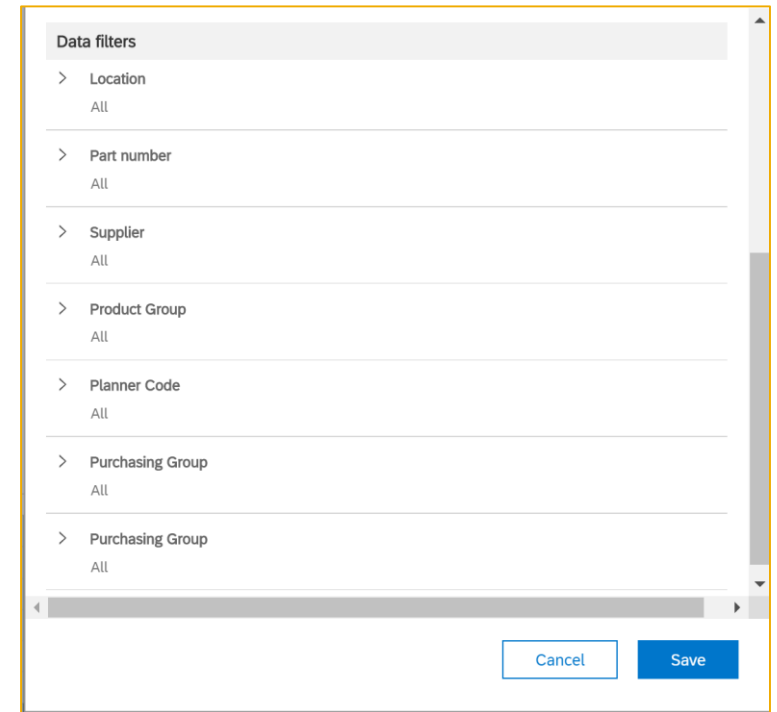 Data filters
Location
All
Part number
All
Supplier
All
Product Group
All
Planner Code
All
Purchasing Group
All
Purchasing Group
All
Cancel Save